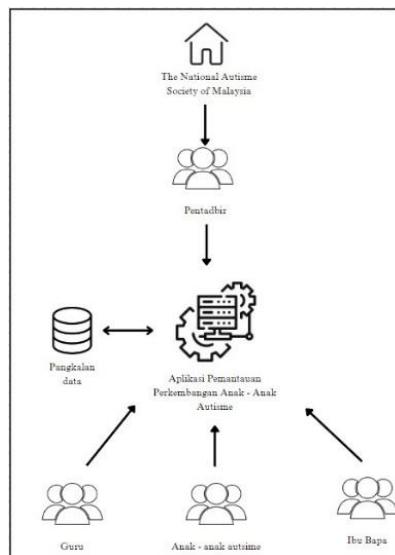 The National Autisme
Society of Malaysia
Pentadbir
Pangkalan
data
Aplikasi Pemantauan
Perkembangan Anak - Anak
Autisme
Guru
Anak - anak autsime
Ibu Bapa